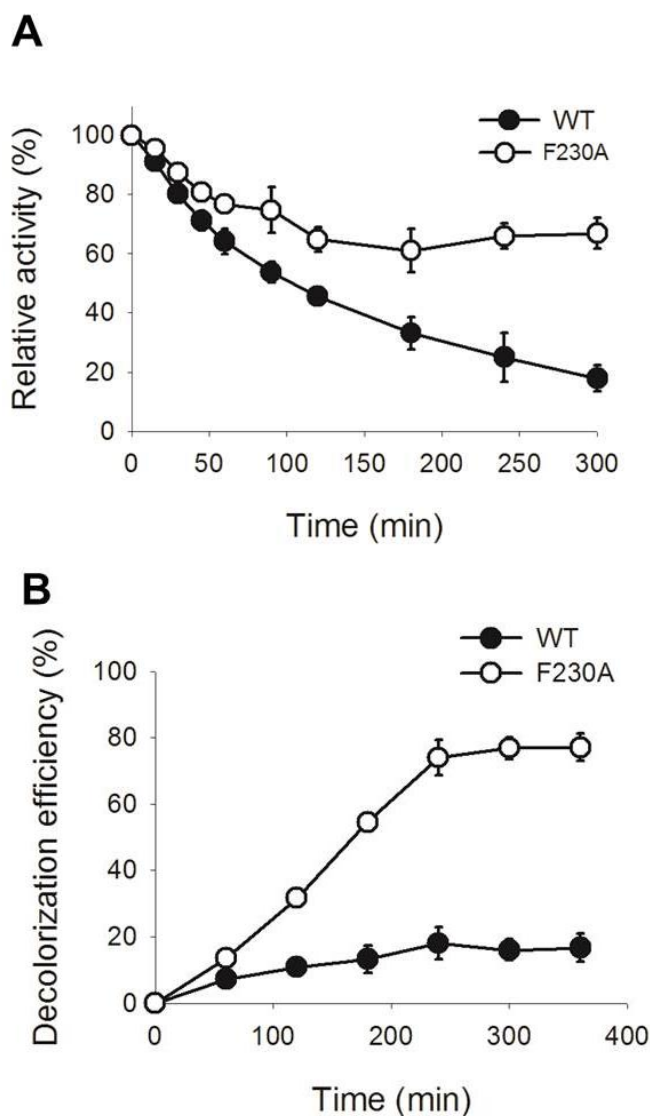 A
Relative activity (%)
100
80
60
40
20
0
WT
F230A
0 50 100 150 200 250 300
Time (min)
B
Decolorization efficiency (%)
WT
F230A
100
80
60
40
20
0
0 100 200 300 400
Time (min)